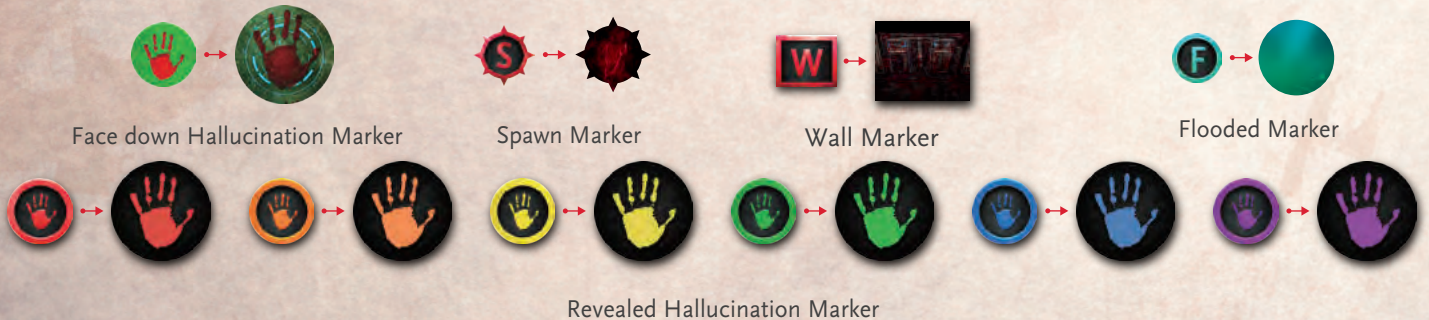 S
W
F
Face down Hallucination Marker
Spawn Marker
Wall Marker
Flooded Marker
Revealed Hallucination Marker